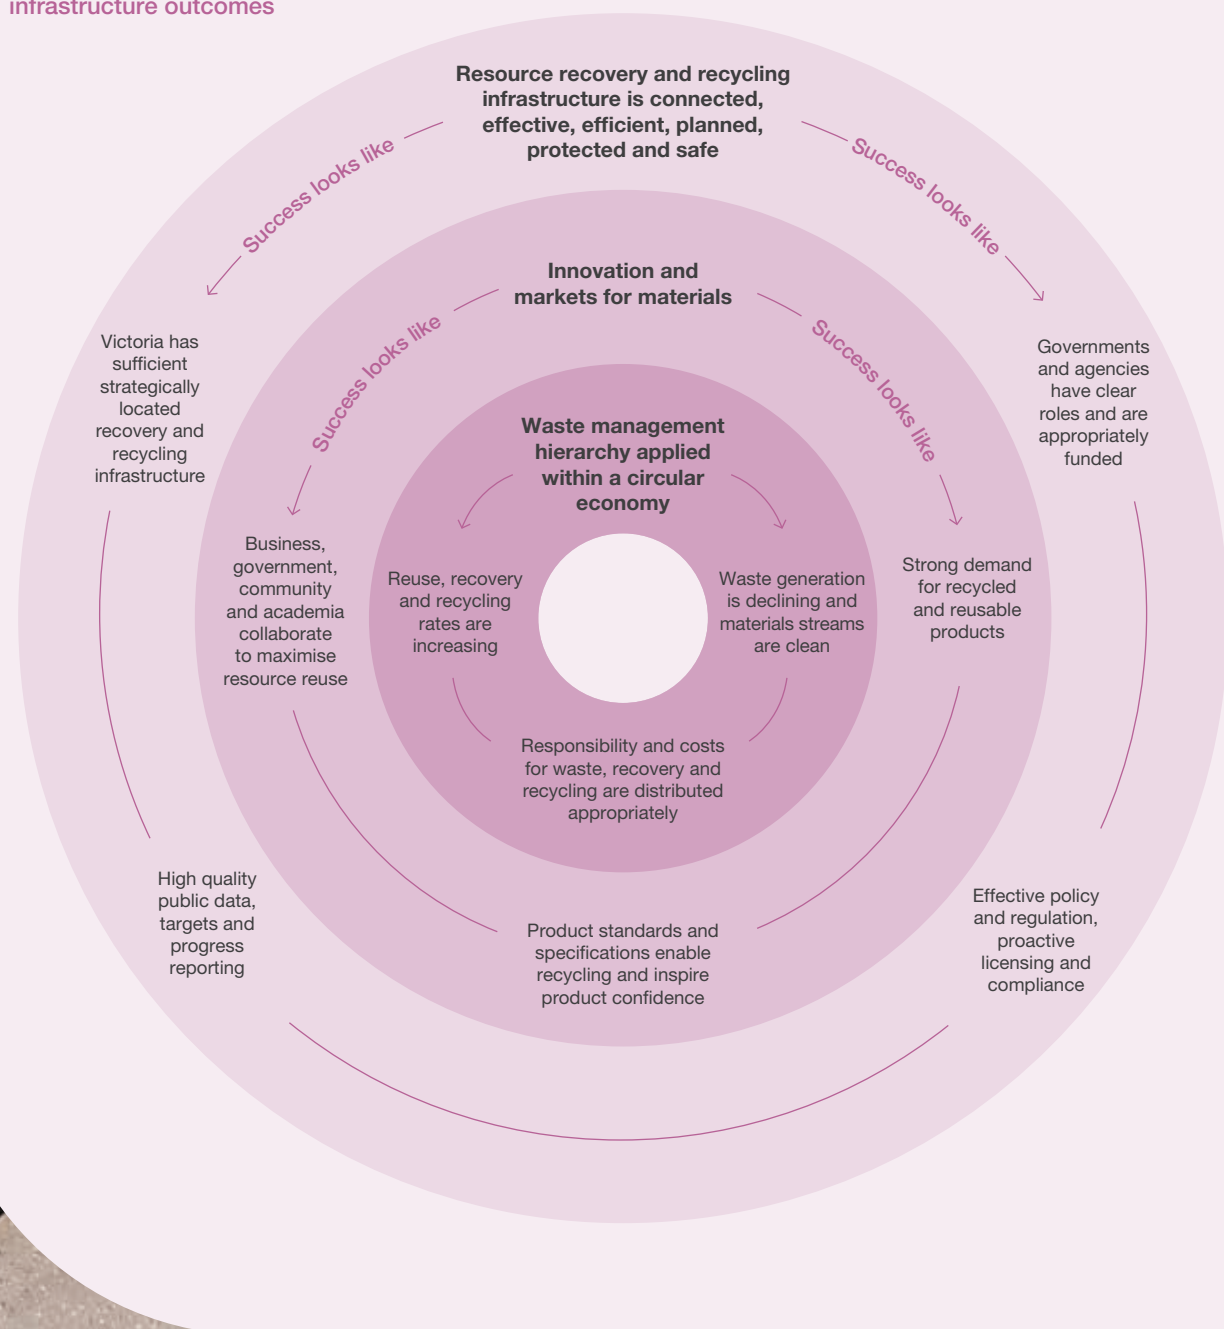 infrastructure outcomes
Resource recovery and recycling
infrastructure is connected,
effective, efficient, planned,
protected and safe
Success looks like
Success looks like
Victoria has
sufficient
strategically
located
recovery and
recycling
infrastructure
Governments
and agencies
have clear
roles and are
appropriately
funded
High quality
public data,
targets and
progress
reporting
Effective policy
and regulation,
proactive
licensing and
compliance
Innovation and
markets for materials
Success looks like
Success looks like
Business,
government,
community
and academia
collaborate
to maximise
resource reuse
Strong demand
for recycled
and reusable
products
Product standards and
specifications enable
recycling and inspire
product confidence
Waste management
hierarchy applied
within a circular
economy
Reuse, recovery
and recycling
rates are
increasing
Waste generation
is declining and
materials streams
are clean
Responsibility and costs
for waste, recovery and
recycling are distributed
appropriately